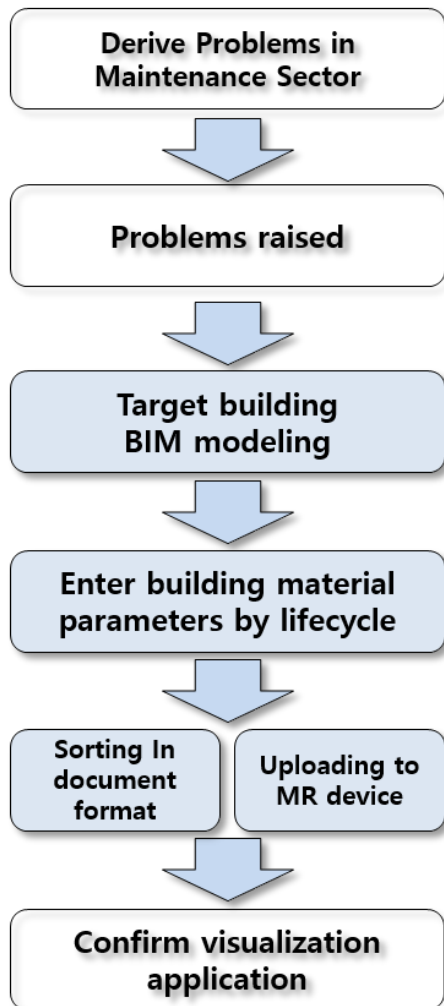 Derive Problems in
Maintenance Sector
Problems raised
Target building
BIM modeling
Enter building material
parameters by lifecycle
Sorting In
document
format
Uploading to
MR device
Confirm visualization
application